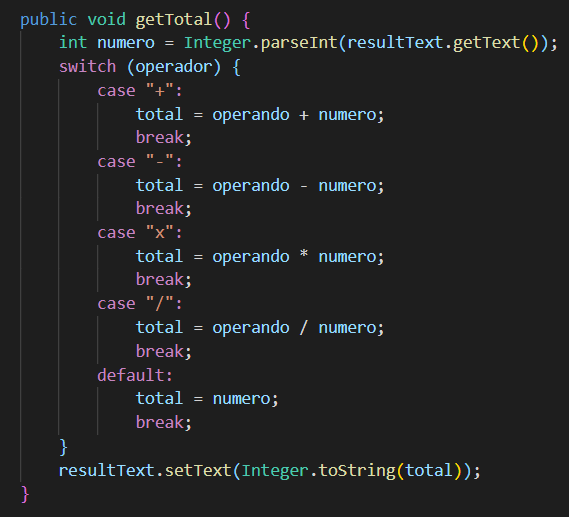 public void getTotal() {
    int numero = Integer.parseInt(resultText.getText());
    switch (operador) {
        case "+":
            total = operando + numero;
            break;
        case "-":
            total = operando - numero;
            break;
        case "x":
            total = operando * numero;
            break;
        case "/":
            total = operando / numero;
            break;
        default:
            total = numero;
            break;
    }
    resultText.setText(Integer.toString(total));
}